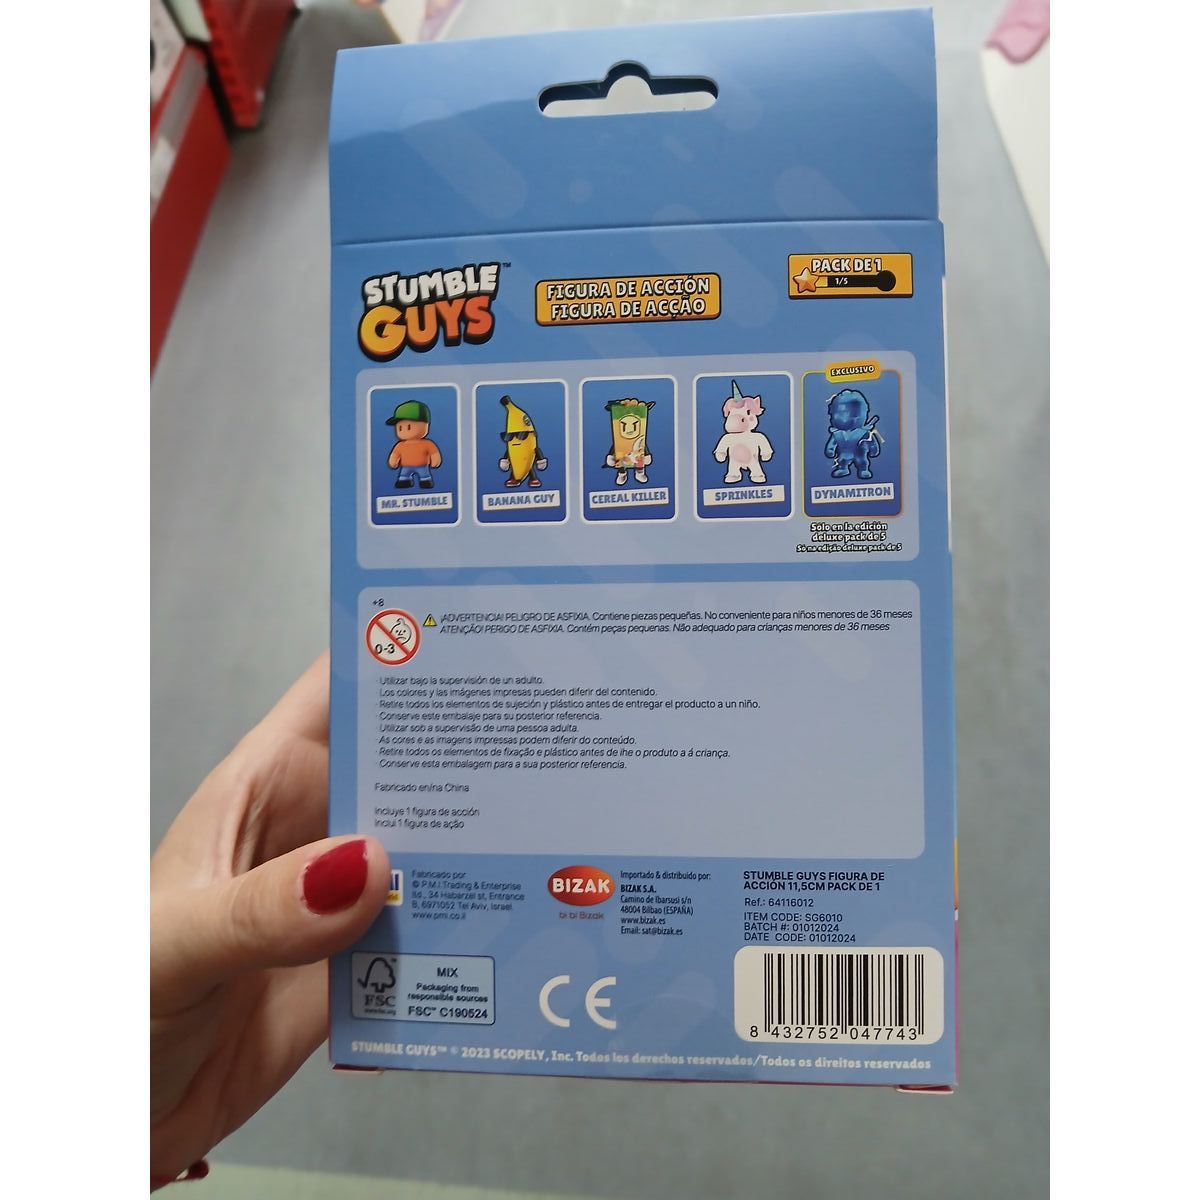 STUMBLE GUYS™
FIGURA DE ACCIÓN
FIGURA DE ACÇÃO
PACK DE 1
1/5
MR. STUMBLE
BANANA GUY
CEREAL KILLER
SPRINKLES
EXCLUSIVO
DYNAMITRON
Solo en la edición
deluxe pack de 5
Só na edição deluxe pack de 5
+8
0-3
¡ADVERTENCIA! PELIGRO DE ASFIXIA. Contiene piezas pequeñas. No conveniente para niños menores de 36 meses
ATENÇÃO! PERIGO DE ASFIXIA. Contém peças pequenas. Não adequado para crianças menores de 36 meses
· Utilizar bajo la supervisión de un adulto.
· Los colores y las imágenes impresas pueden diferir del contenido.
· Retire todos los elementos de sujeción y plástico antes de entregar el producto a un niño.
· Conserve este embalaje para su posterior referencia.
· Utilizar sob a supervisão de uma pessoa adulta.
· As cores e as imagens impressas podem diferir do conteúdo.
· Retire todos os elementos de fixação e plástico antes de lhe o produto a á criança.
· Conserve esta embalagem para a sua posterior referencia.
Fabricado en/na China
Incluye 1 figura de acción
Inclui 1 figura de ação
Fabricado por
© P.M.I. Trading & Enterprise
ltd., 34 Habarzel st, Entrance
B, 6971052 Tel Aviv, Israel.
www.pmi.co.il
BIZAK
bi bi Bizak
Importado & distribuido por:
BIZAK S.A.
Camino de Ibarsusi s/n
48004 Bilbao (ESPAÑA)
www.bizak.es
Email: sat@bizak.es
STUMBLE GUYS FIGURA DE
ACCIÓN 11,5CM PACK DE 1
Ref.: 64116012
ITEM CODE: SG6010
BATCH #: 01012024
DATE CODE: 01012024
FSC™
www.fsc.org
MIX
Packaging from
responsible sources
FSC™ C190524
CE
8 432752 047743
STUMBLE GUYS™ © 2023 SCOPELY, Inc. Todos los derechos reservados/Todos os direitos reservados